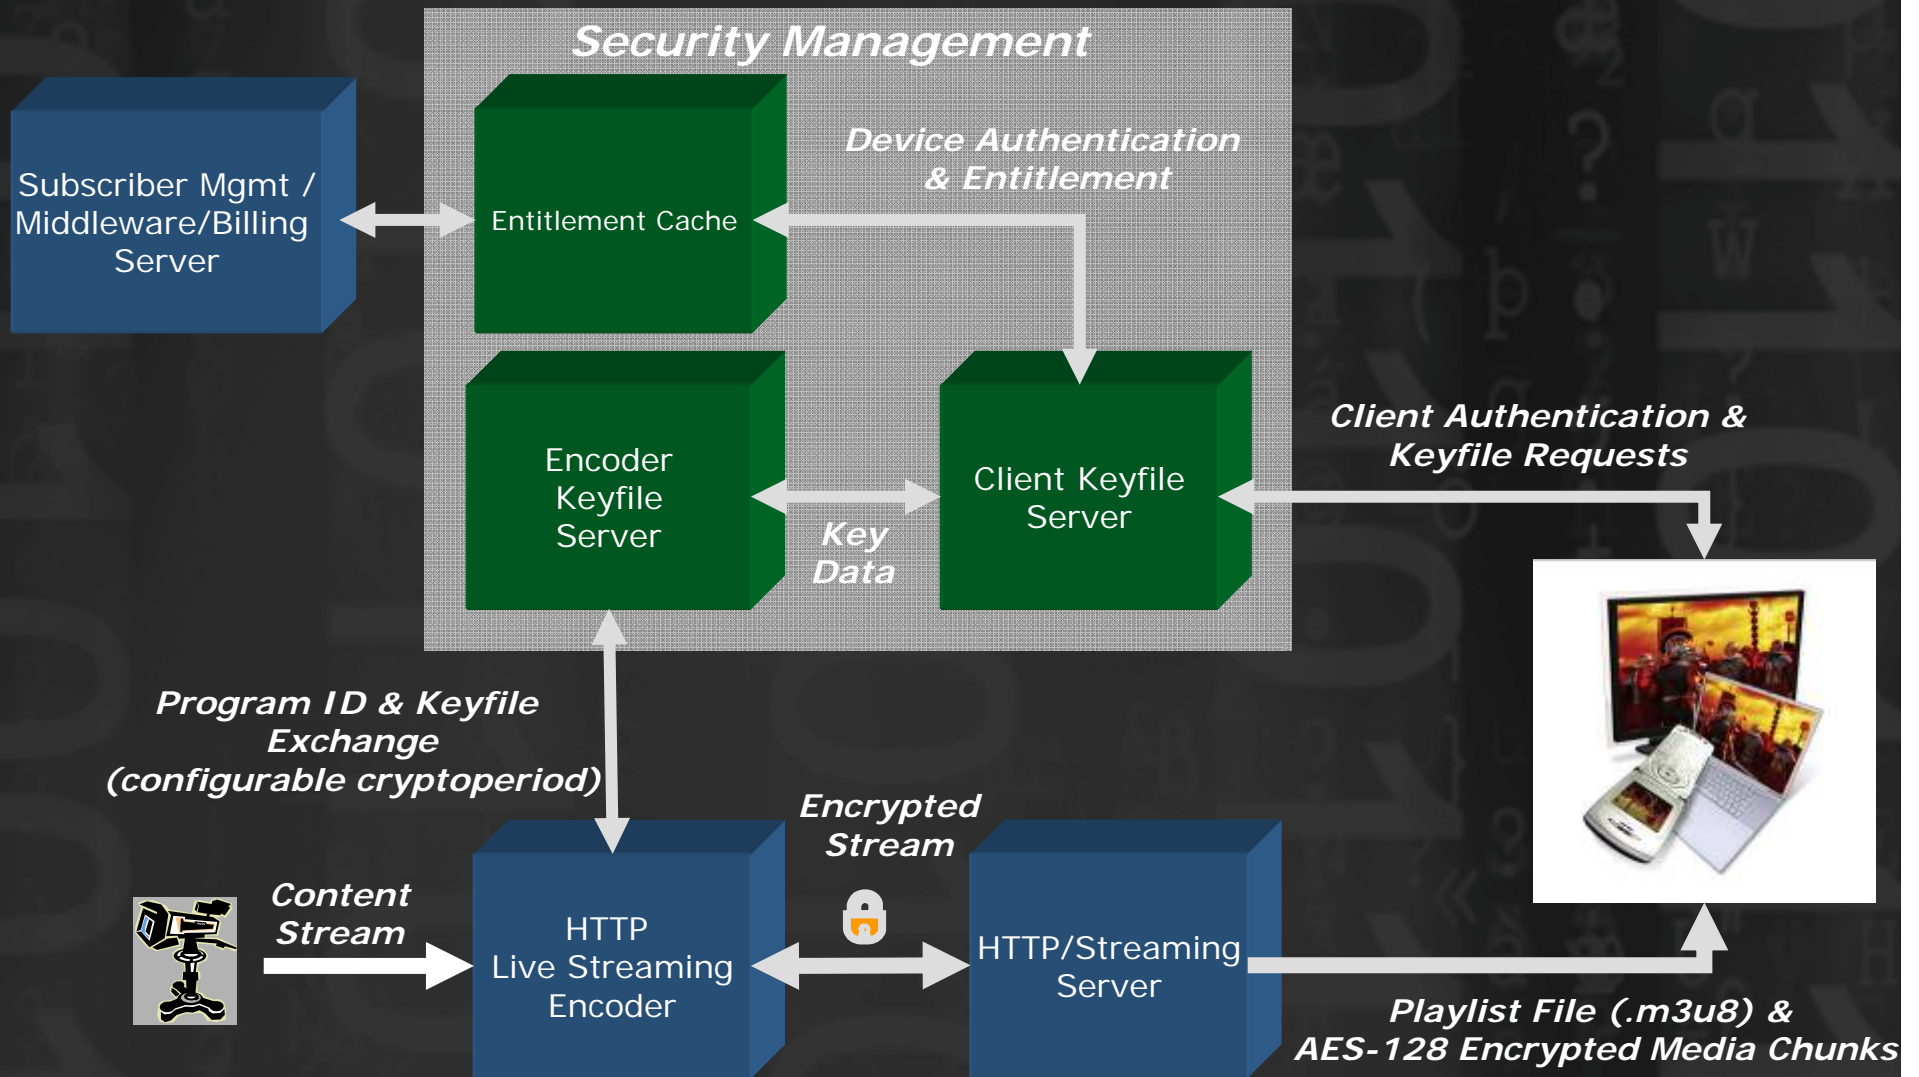 Security Management
Subscriber Mgmt /
Middleware/Billing
Server
Entitlement Cache
Device Authentication
& Entitlement
Encoder
Keyfile
Server
Key
Data
Client Keyfile
Server
Client Authentication &
Keyfile Requests
Program ID & Keyfile
Exchange
(configurable cryptoperiod)
Content
Stream
HTTP
Live Streaming
Encoder
Encrypted
Stream
HTTP/Streaming
Server
Playlist File (.m3u8) &
AES-128 Encrypted Media Chunks